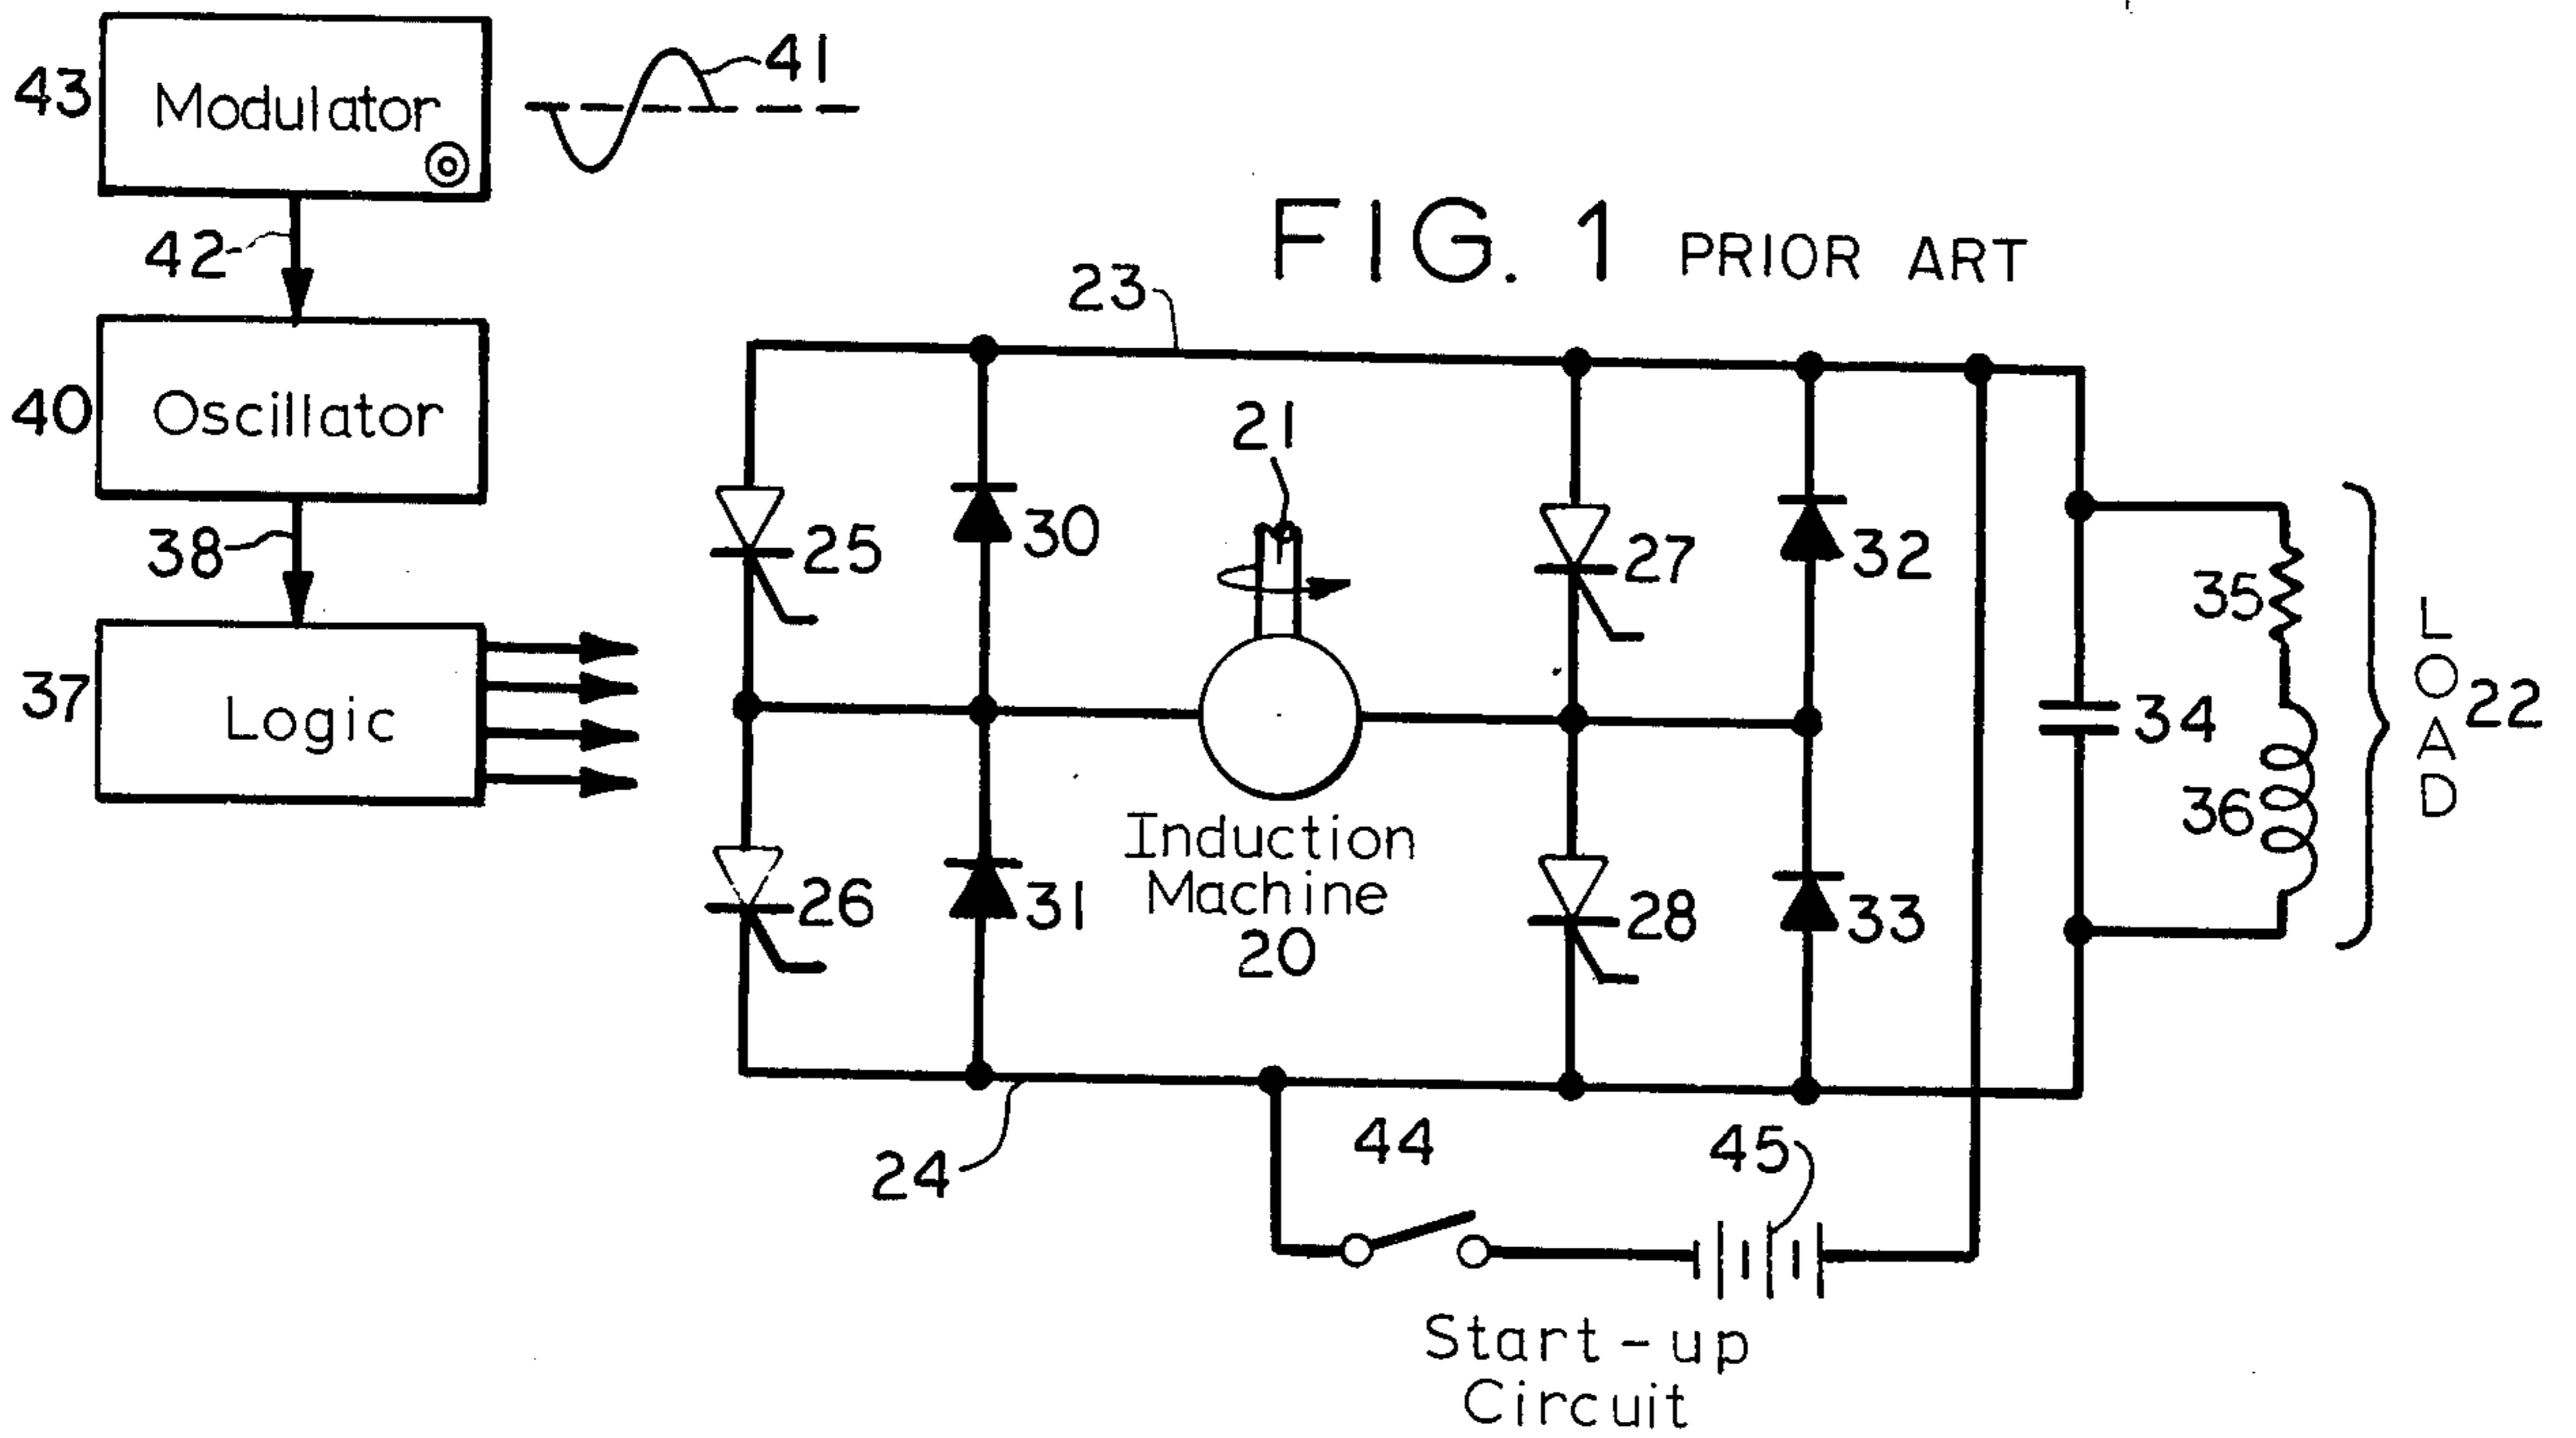 43 Modulator
41
42
40 Oscillator
38
37 Logic
FIG. 1 PRIOR ART
23
21
25
30
27
32
26
31
28
33
Induction
Machine
20
35
34
36
LOAD 22
24
44
45
Start-up
Circuit